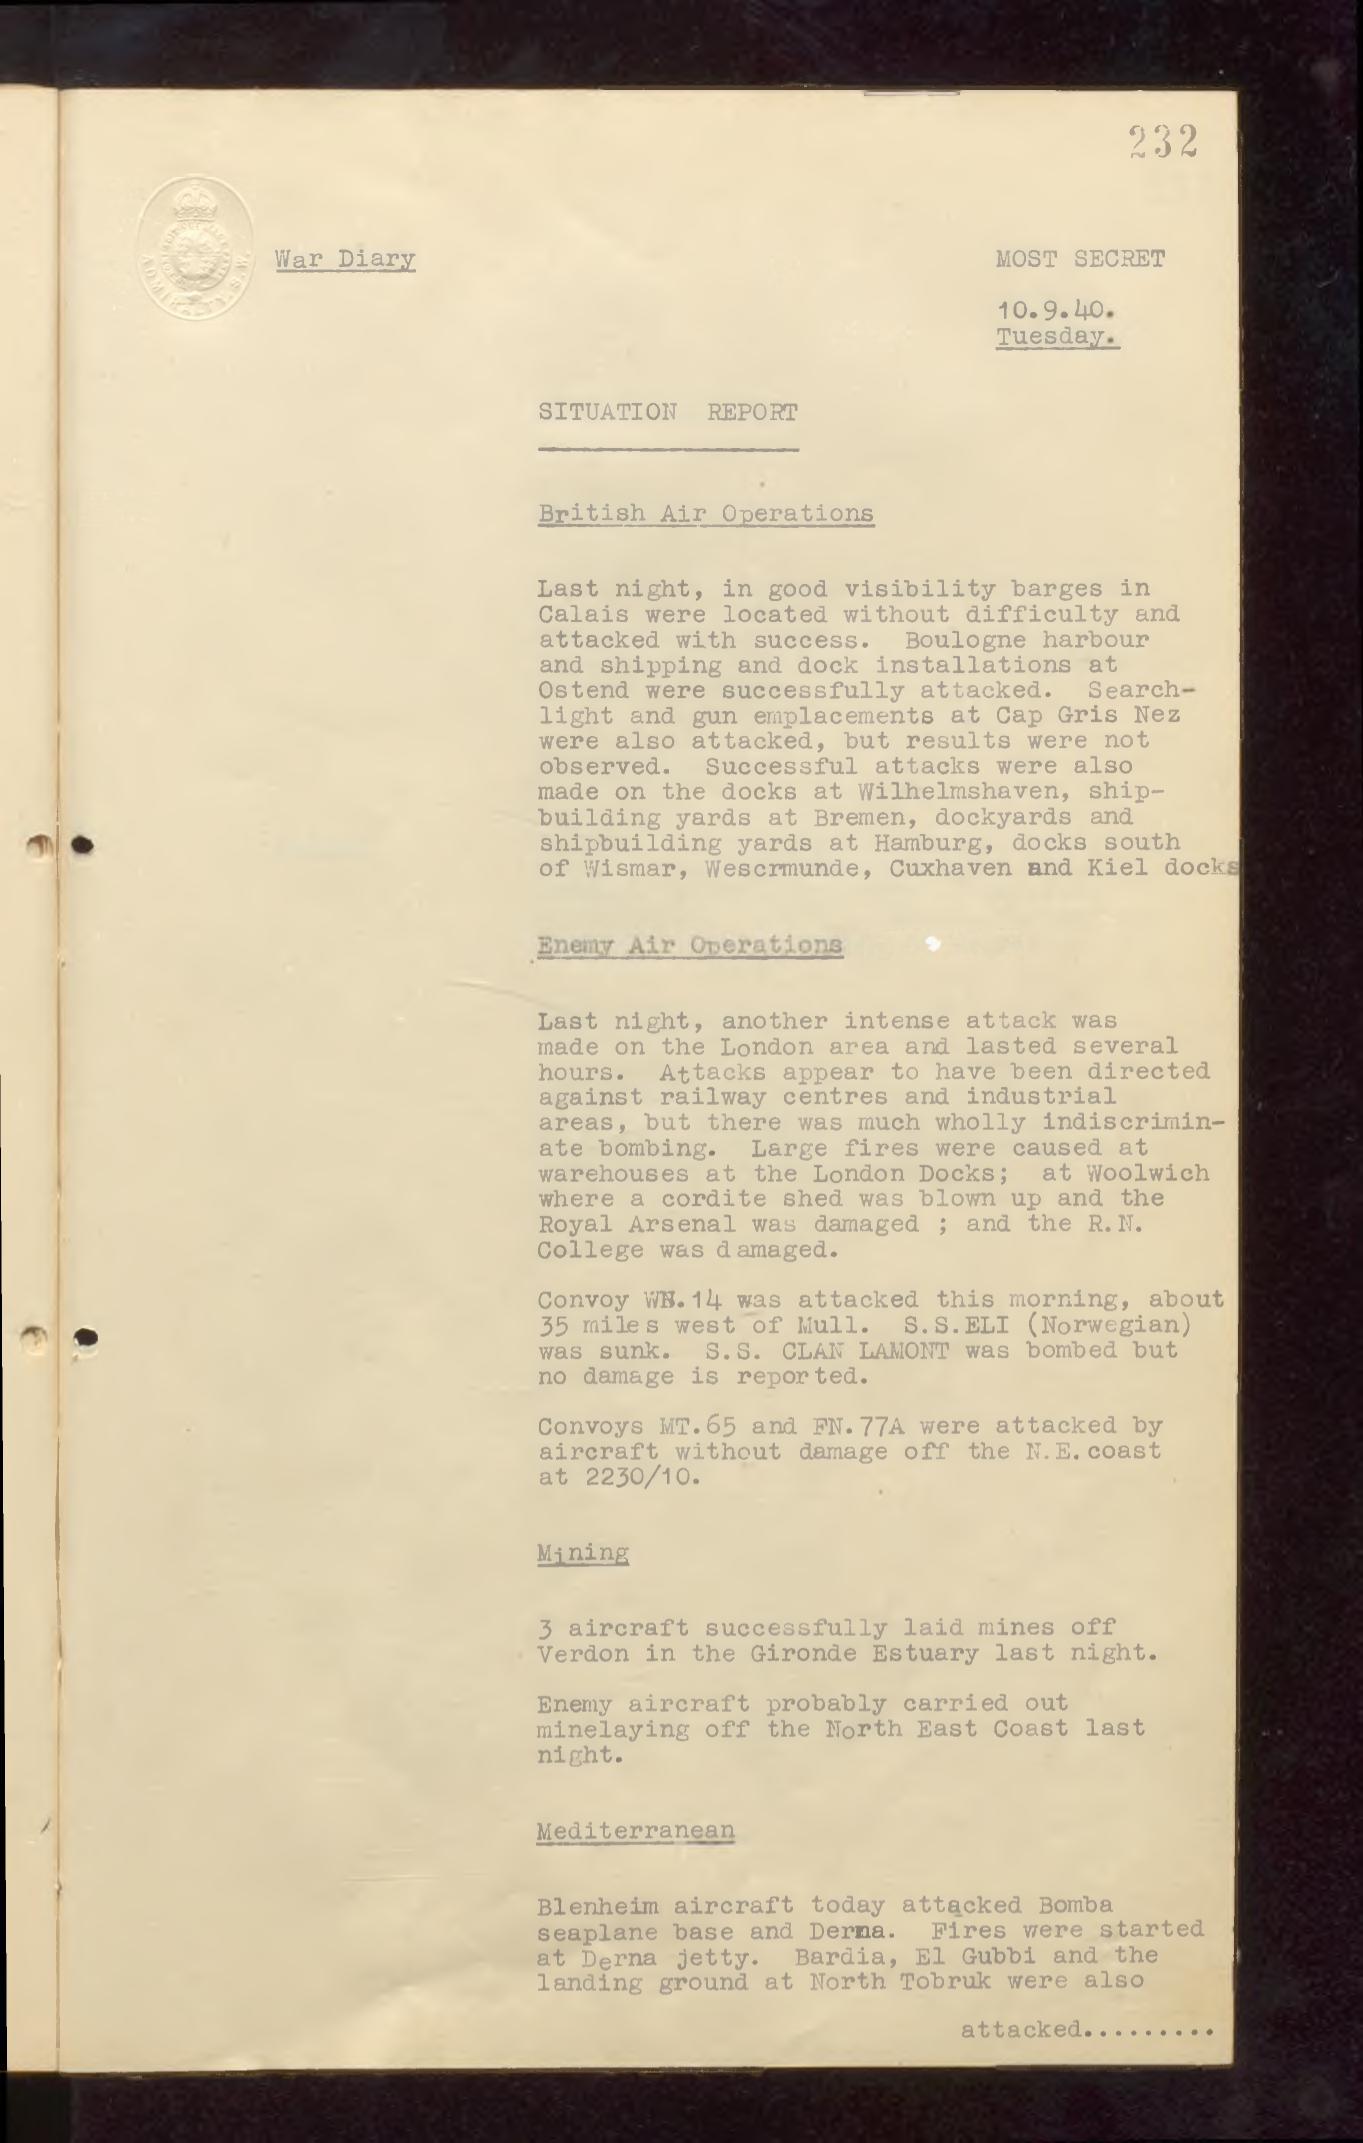 232
ADMIRALTY. S.W.
War Diary
MOST SECRET
10.9.40.
Tuesday.
SITUATION REPORT
British Air Operations
Last night, in good visibility barges in
Calais were located without difficulty and
attacked with success. Boulogne harbour
and shipping and dock installations at
Ostend were successfully attacked. Search-
light and gun emplacements at Cap Gris Nez
were also attacked, but results were not
observed. Successful attacks were also
made on the docks at Wilhelmshaven, ship-
building yards at Bremen, dockyards and
shipbuilding yards at Hamburg, docks south
of Wismar, Wesermunde, Cuxhaven and Kiel docks
Enemy Air Operations
Last night, another intense attack was
made on the London area and lasted several
hours. Attacks appear to have been directed
against railway centres and industrial
areas, but there was much wholly indiscrimin-
ate bombing. Large fires were caused at
warehouses at the London Docks; at Woolwich
where a cordite shed was blown up and the
Royal Arsenal was damaged ; and the R.N.
College was damaged.
Convoy WN.14 was attacked this morning, about
35 miles west of Mull. S.S.ELI (Norwegian)
was sunk. S.S. CLAN LAMONT was bombed but
no damage is reported.
Convoys MT.65 and FN.77A were attacked by
aircraft without damage off the N.E.coast
at 2230/10.
Mining
3 aircraft successfully laid mines off
Verdon in the Gironde Estuary last night.
Enemy aircraft probably carried out
minelaying off the North East Coast last
night.
Mediterranean
Blenheim aircraft today attacked Bomba
seaplane base and Derna. Fires were started
at Derna jetty. Bardia, El Gubbi and the
landing ground at North Tobruk were also
attacked.........